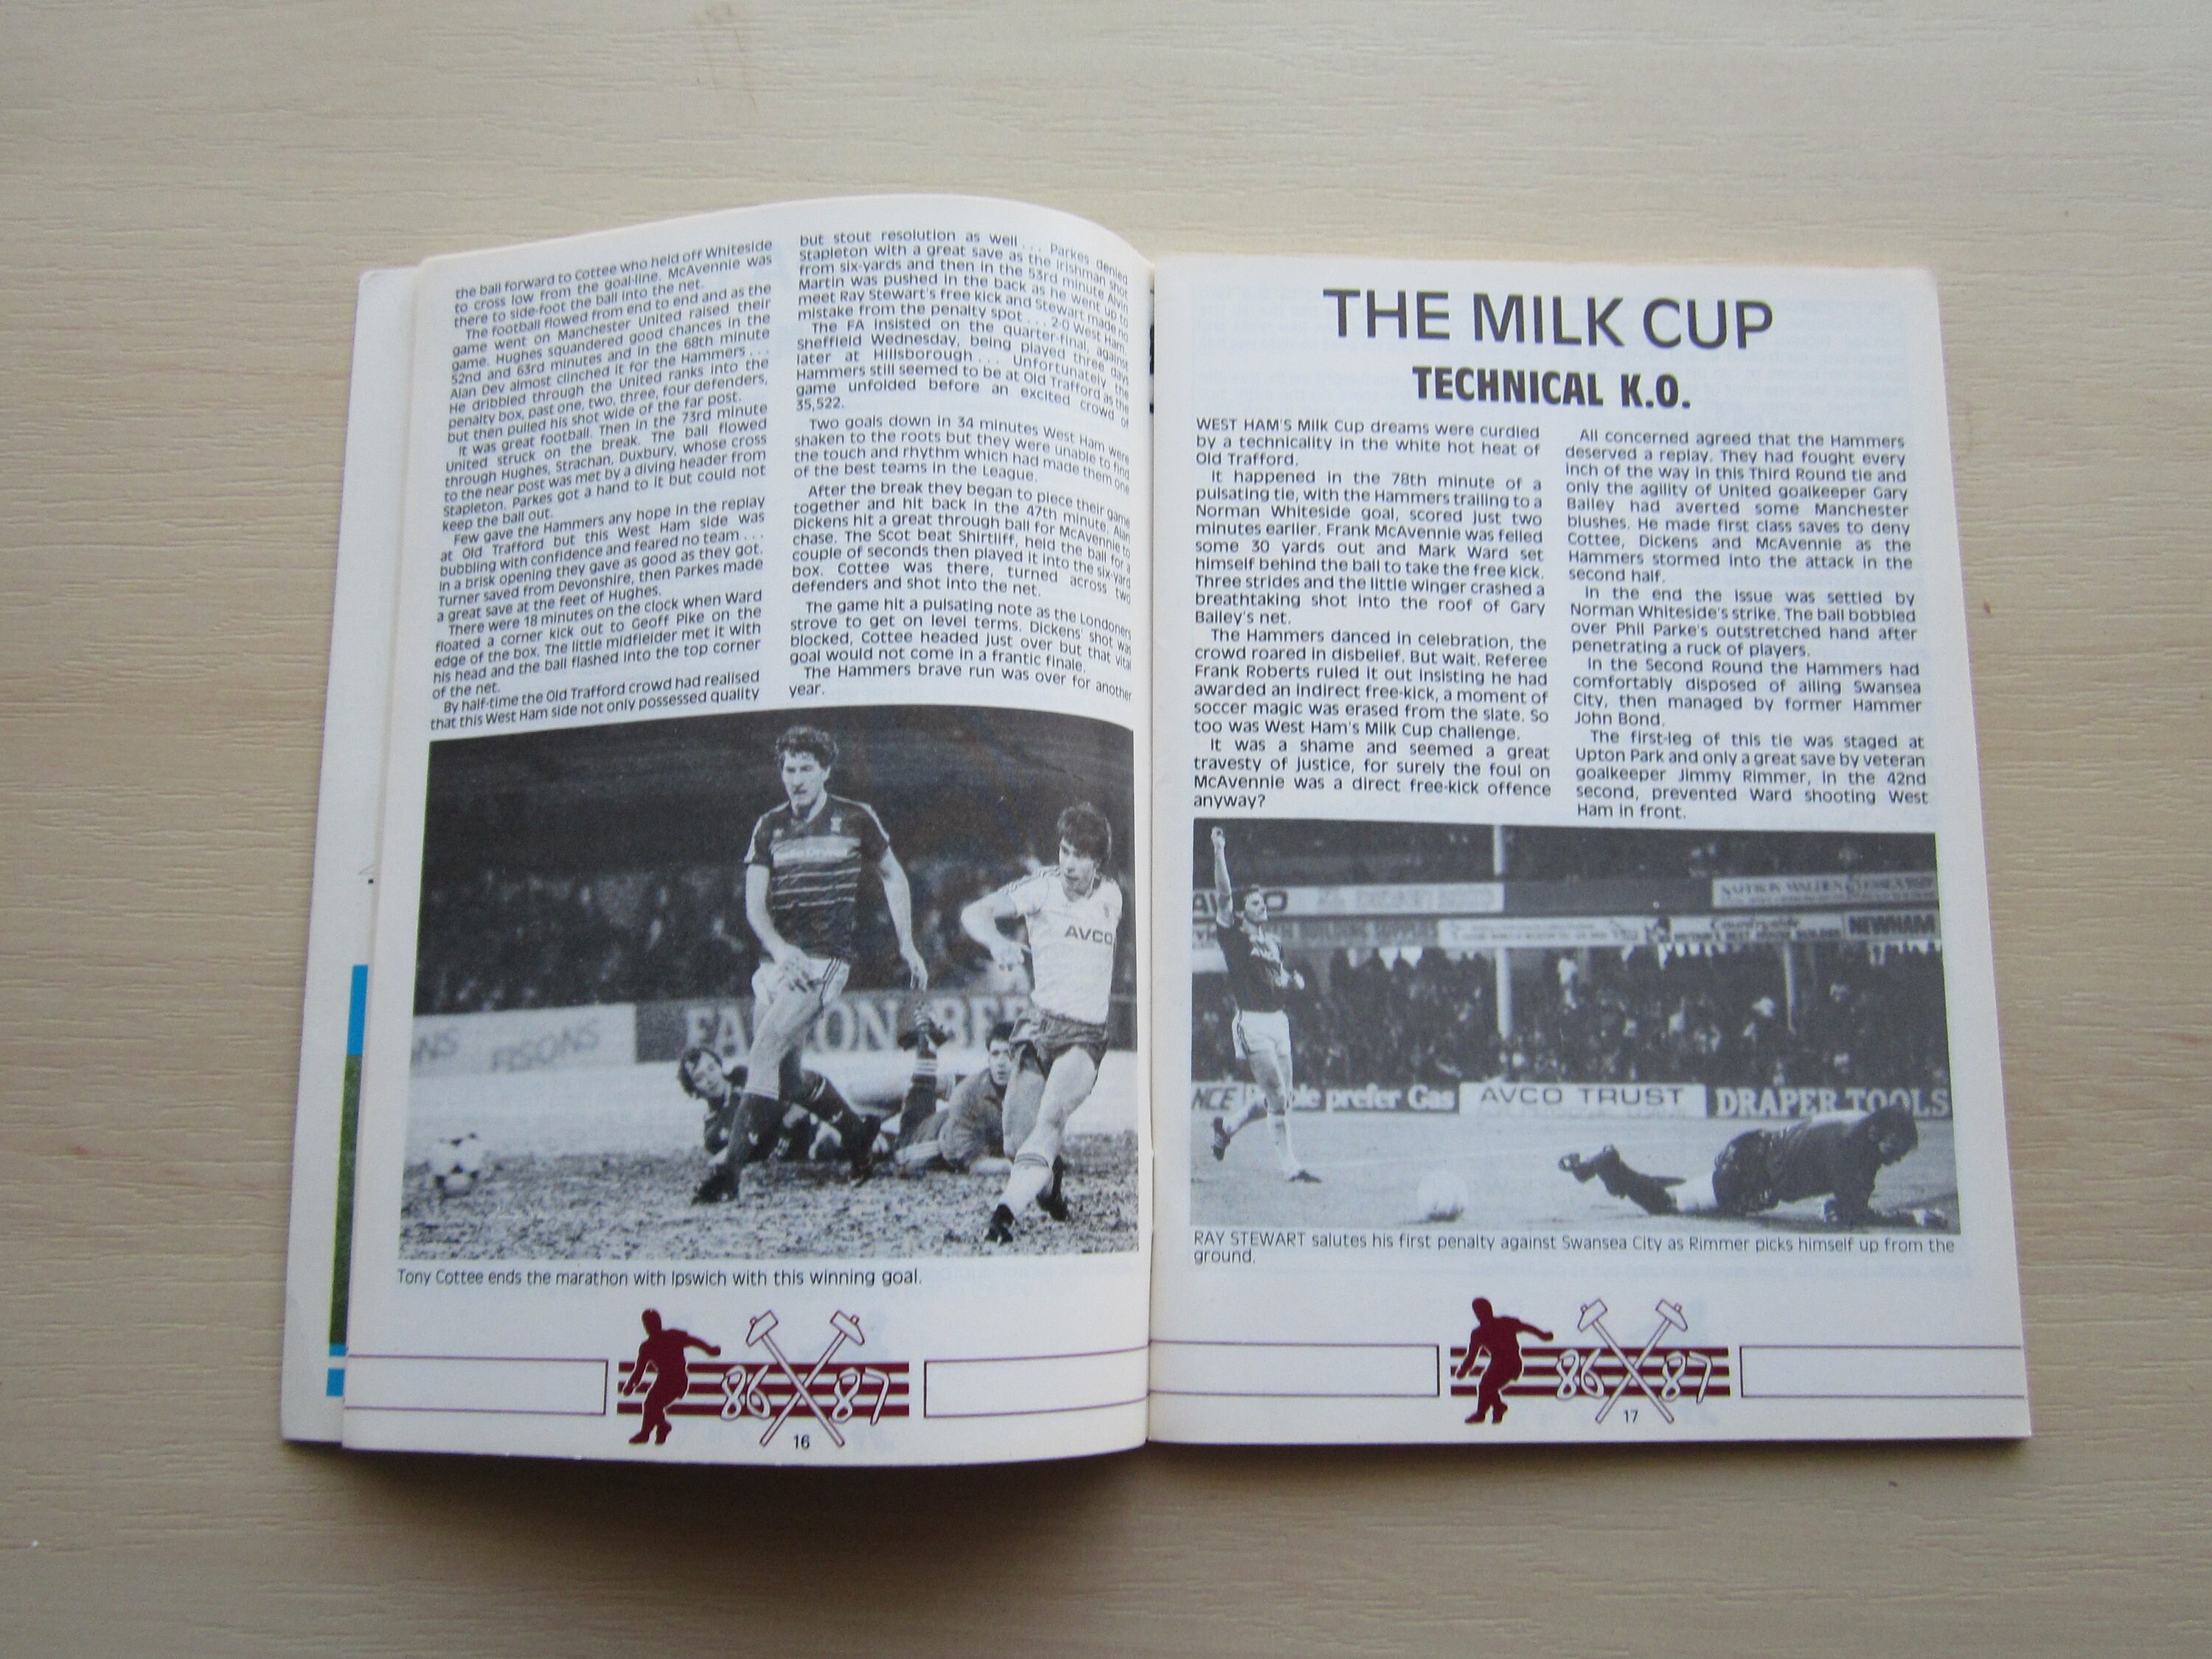 the ball forward to Cottee who held off Whiteside
to cross low from the goal-line. McAvennie was
there to side-foot the ball into the net.
The football flowed from end to end and as the
game went on Manchester United raised their
game. Hughes squandered good chances in the
52nd and 63rd minutes and in the 68th minute
Alan Dev almost clinched it for the Hammers . . .
He dribbled through the United ranks into the
penalty box, past one, two, three, four defenders,
but then pulled his shot wide of the far post.
It was great football. Then in the 73rd minute
United struck on the break. The ball flowed
through Hughes, Strachan, Duxbury, whose cross
to the near post was met by a diving header from
Stapleton. Parkes got a hand to it but could not
keep the ball out.
Few gave the Hammers any hope in the replay
at Old Trafford but this West Ham side was
bubbling with confidence and feared no team . . .
In a brisk opening they gave as good as they got.
Turner saved from Devonshire, then Parkes made
a great save at the feet of Hughes.
There were 18 minutes on the clock when Ward
floated a corner kick out to Geoff Pike on the
edge of the box. The little midfielder met it with
his head and the ball flashed into the top corner
of the net.
By half-time the Old Trafford crowd had realised
that this West Ham side not only possessed quality
but stout resolution as well . . . Parkes denied
Stapleton with a great save as the Irishman shot
from six-yards and then in the 53rd minute Alvin
Martin was pushed in the back as he went up to
meet Ray Stewart's free kick and Stewart made no
mistake from the penalty spot . . . 2-0 West Ham.
The FA insisted on the quarter-final, against
Sheffield Wednesday, being played three days
later at Hillsborough . . . Unfortunately the
Hammers still seemed to be at Old Trafford as the
game unfolded before an excited crowd of
35,522.
Two goals down in 34 minutes West Ham were
shaken to the roots but they were unable to find
the touch and rhythm which had made them one
of the best teams in the League.
After the break they began to piece their game
together and hit back in the 47th minute. Alan
Dickens hit a great through ball for McAvennie to
chase. The Scot beat Shirtliff, held the ball for a
couple of seconds then played it into the six-yard
box. Cottee was there, turned across two
defenders and shot into the net.
The game hit a pulsating note as the Londoners
strove to get on level terms. Dickens' shot was
blocked, Cottee headed just over but that vital
goal would not come in a frantic finale.
The Hammers brave run was over for another
year.
FISONS
AVCO
Tony Cottee ends the marathon with Ipswich with this winning goal.
86 87
16
THE MILK CUP
TECHNICAL K.O.
WEST HAM'S Milk Cup dreams were curdled
by a technicality in the white hot heat of
Old Trafford.
It happened in the 78th minute of a
pulsating tie, with the Hammers trailing to a
Norman Whiteside goal, scored just two
minutes earlier. Frank McAvennie was felled
some 30 yards out and Mark Ward set
himself behind the ball to take the free kick.
Three strides and the little winger crashed a
breathtaking shot into the roof of Gary
Bailey's net.
The Hammers danced in celebration, the
crowd roared in disbelief. But wait. Referee
Frank Roberts ruled it out insisting he had
awarded an indirect free-kick, a moment of
soccer magic was erased from the slate. So
too was West Ham's Milk Cup challenge.
It was a shame and seemed a great
travesty of justice, for surely the foul on
McAvennie was a direct free-kick offence
anyway?
All concerned agreed that the Hammers
deserved a replay. They had fought every
inch of the way in this Third Round tie and
only the agility of United goalkeeper Gary
Bailey had averted some Manchester
blushes. He made first class saves to deny
Cottee, Dickens and McAvennie as the
Hammers stormed into the attack in the
second half.
In the end the issue was settled by
Norman Whiteside's strike. The ball bobbled
over Phil Parke's outstretched hand after
penetrating a ruck of players.
In the Second Round the Hammers had
comfortably disposed of ailing Swansea
City, then managed by former Hammer
John Bond.
The first-leg of this tie was staged at
Upton Park and only a great save by veteran
goalkeeper Jimmy Rimmer, in the 42nd
second, prevented Ward shooting West
Ham in front.
AVCO
NEWHAM
prefer Gas
AVCO TRUST
DRAPER TOOLS
RAY STEWART salutes his first penalty against Swansea City as Rimmer picks himself up from the
ground.
86 87
17